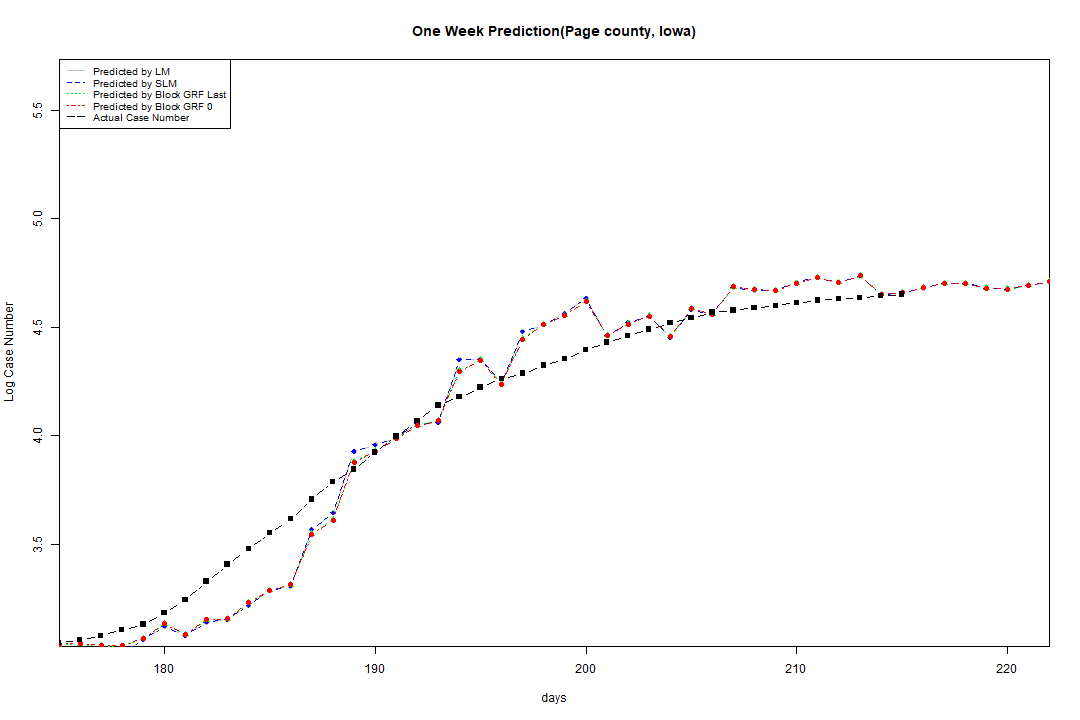 One Week Prediction(Page county, Iowa)
Predicted by LM
Predicted by SLM
Predicted by Block GRF Last
Predicted by Block GRF 0
Actual Case Number
5.5
5.0
4.5
4.0
3.5
Log Case Number
180 190 200 210 220
days